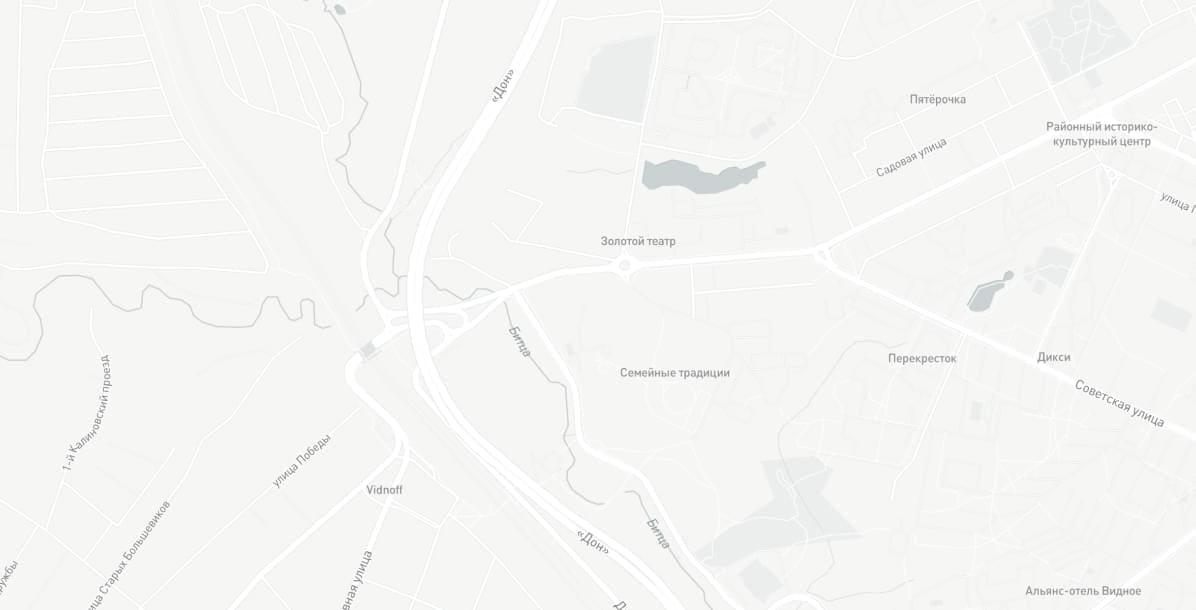 «Дон»
Пятёрочка
Районный историко-
культурный центр
Садовая улица
улица
Золотой театр
Битца
Перекресток
Дикси
Семейные традиции
Советская улица
1-й Калиновский проезд
улица Победы
Vidnoff
Старых Большевиков
«Дон»
Битца
улица
Альянс-отель Видное